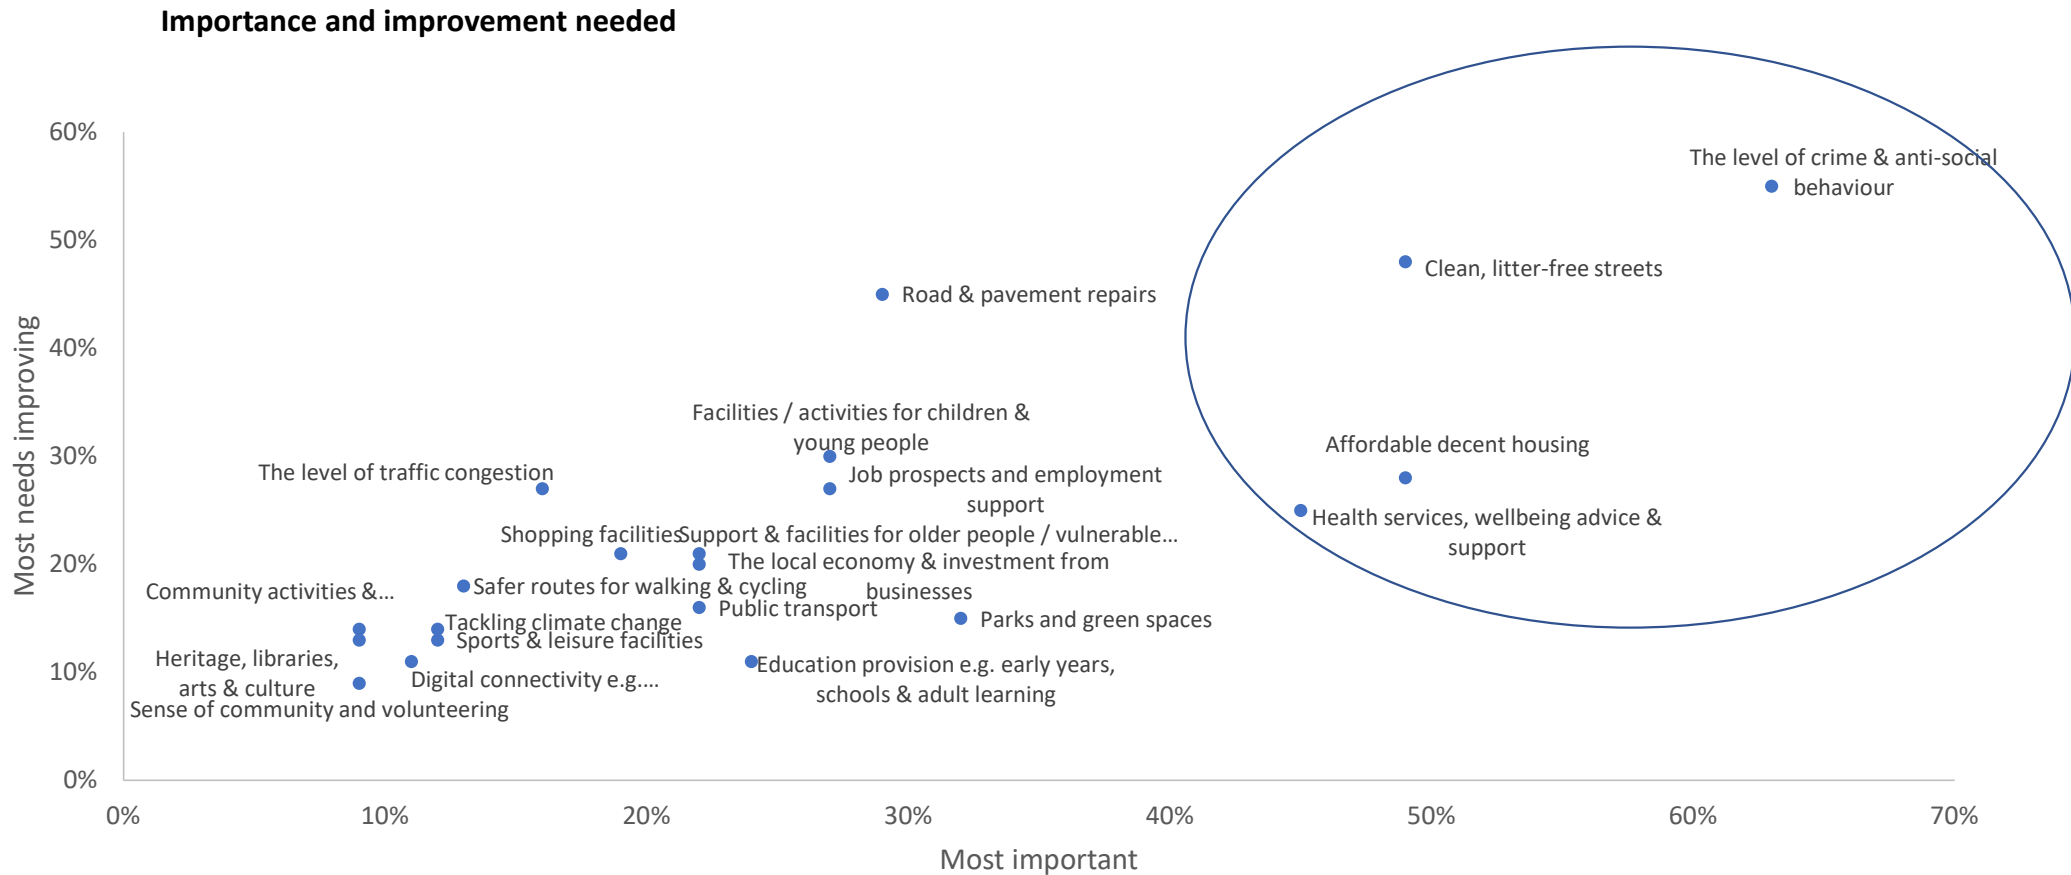 Importance and improvement needed
60%
The level of crime & anti-social
behaviour
50%
Clean, litter-free streets
Road & pavement repairs
40%
Facilities / activities for children &
young people
Affordable decent housing
30%
The level of traffic congestion
Job prospects and employment
support
Health services, wellbeing advice &
support
Shopping facilities
Support & facilities for older people / vulnerable...
20%
The local economy & investment from
businesses
Community activities &...
Safer routes for walking & cycling
Public transport
Tackling climate change
Parks and green spaces
Sports & leisure facilities
10%
Heritage, libraries,
arts & culture
Digital connectivity e.g....
Education provision e.g. early years,
schools & adult learning
Sense of community and volunteering
0%
Most needs improving
0% 10% 20% 30% 40% 50% 60% 70%
Most important